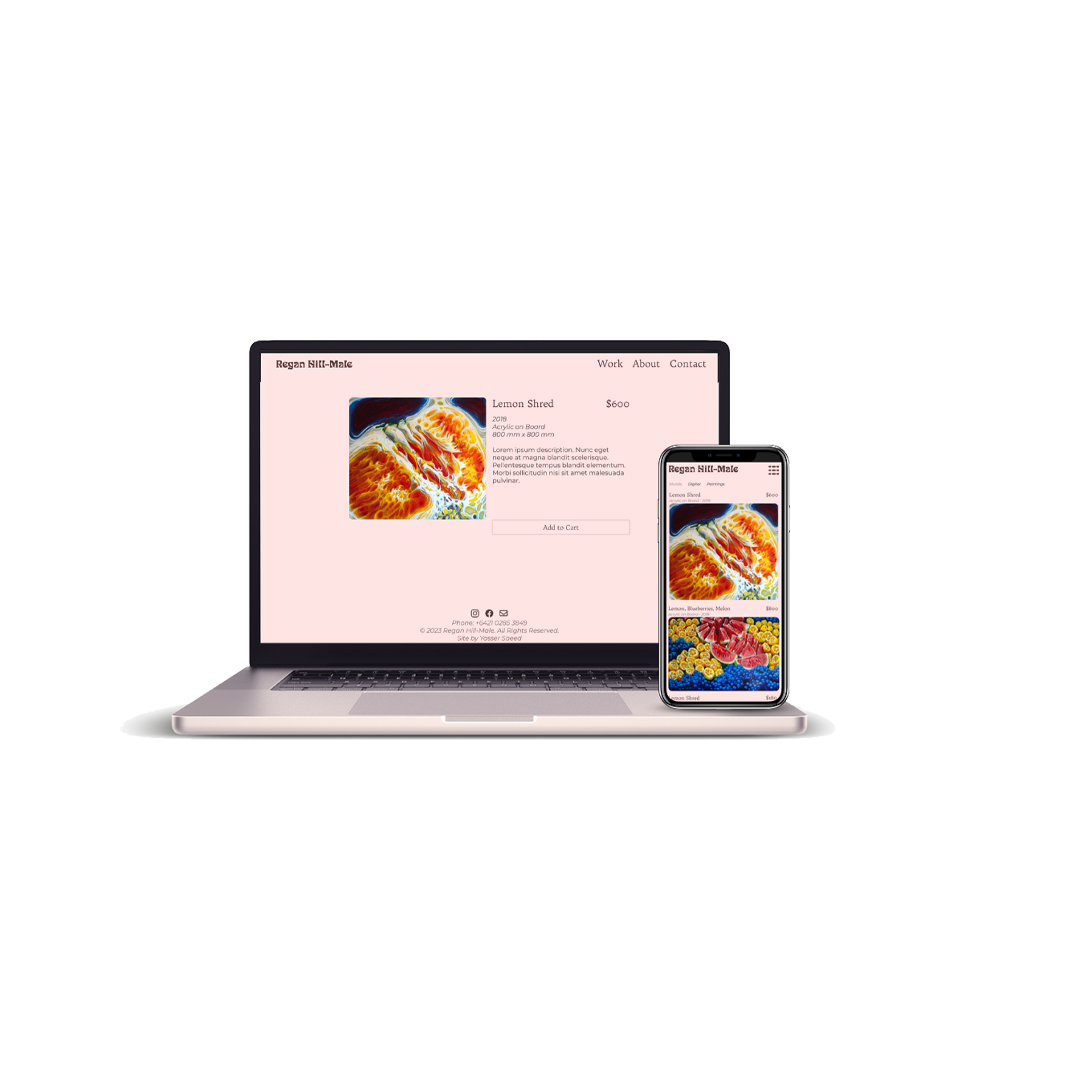 Regan Hill-Male
Work About Contact
Lemon Shred $600
2018
Acrylic on Board
800 mm x 800 mm
Lorem ipsum description. Nunc eget
neque at magna blandit scelerisque.
Pellentesque tempus blandit elementum.
Morbi sollicitudin nisi sit amet malesuada
pulvinar.
Add to Cart
Phone: +6421 0265 3849
© 2023 Regan Hill-Male. All Rights Reserved.
Site by Yasser Saeed
Regan Hill-Male
Murals Digital Paintings
Lemon Shred $600
Acrylic on Board - 2018
Lemon, Blueberries, Melon $800
Acrylic on Board - 2018
Lemon Shred